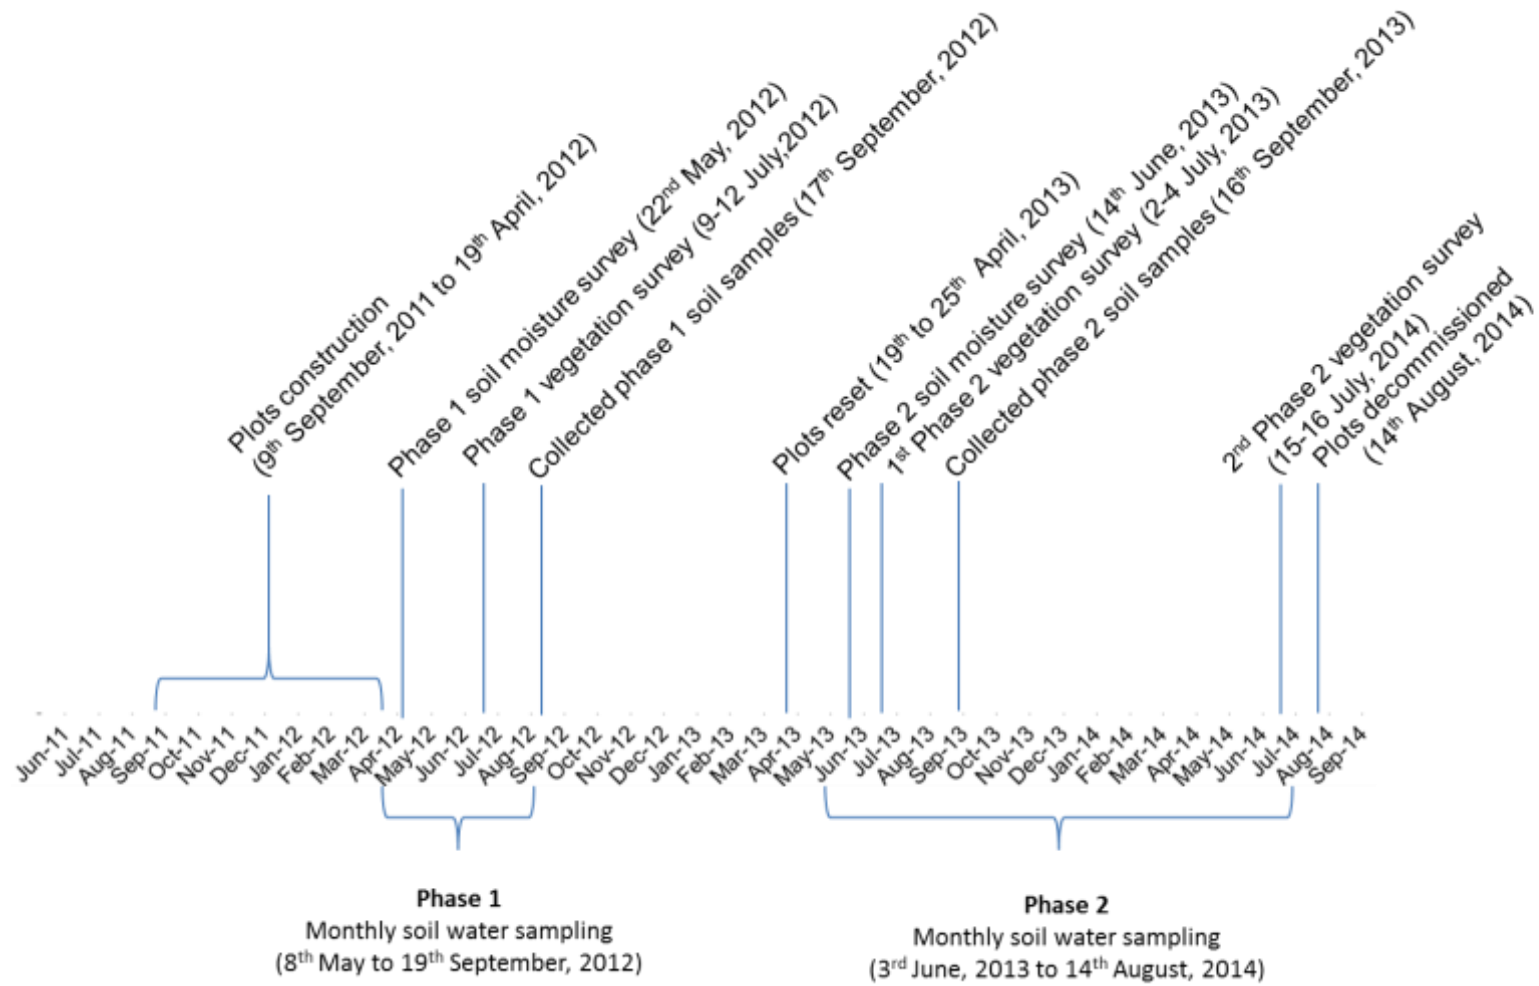 Plots construction
(9th September, 2011 to 19th April, 2012)
Phase 1 soil moisture survey (22nd May, 2012)
Phase 1 vegetation survey (9-12 July,2012)
Collected phase 1 soil samples (17th September, 2012)
Plots reset (19th to 25th April, 2013)
Phase 2 soil moisture survey (14th June, 2013)
1st Phase 2 vegetation survey (2-4 July, 2013)
Collected phase 2 soil samples (16th September, 2013)
2nd Phase 2 vegetation survey
(15-16 July, 2014)
Plots decommissioned
(14th August, 2014)
Jun-11
Jul-11
Aug-11
Sep-11
Oct-11
Nov-11
Dec-11
Jan-12
Feb-12
Mar-12
Apr-12
May-12
Jun-12
Jul-12
Aug-12
Sep-12
Oct-12
Nov-12
Dec-12
Jan-13
Feb-13
Mar-13
Apr-13
May-13
Jun-13
Jul-13
Aug-13
Sep-13
Oct-13
Nov-13
Dec-13
Jan-14
Feb-14
Mar-14
Apr-14
May-14
Jun-14
Jul-14
Aug-14
Sep-14
Phase 1
Monthly soil water sampling
(8th May to 19th September, 2012)
Phase 2
Monthly soil water sampling
(3rd June, 2013 to 14th August, 2014)